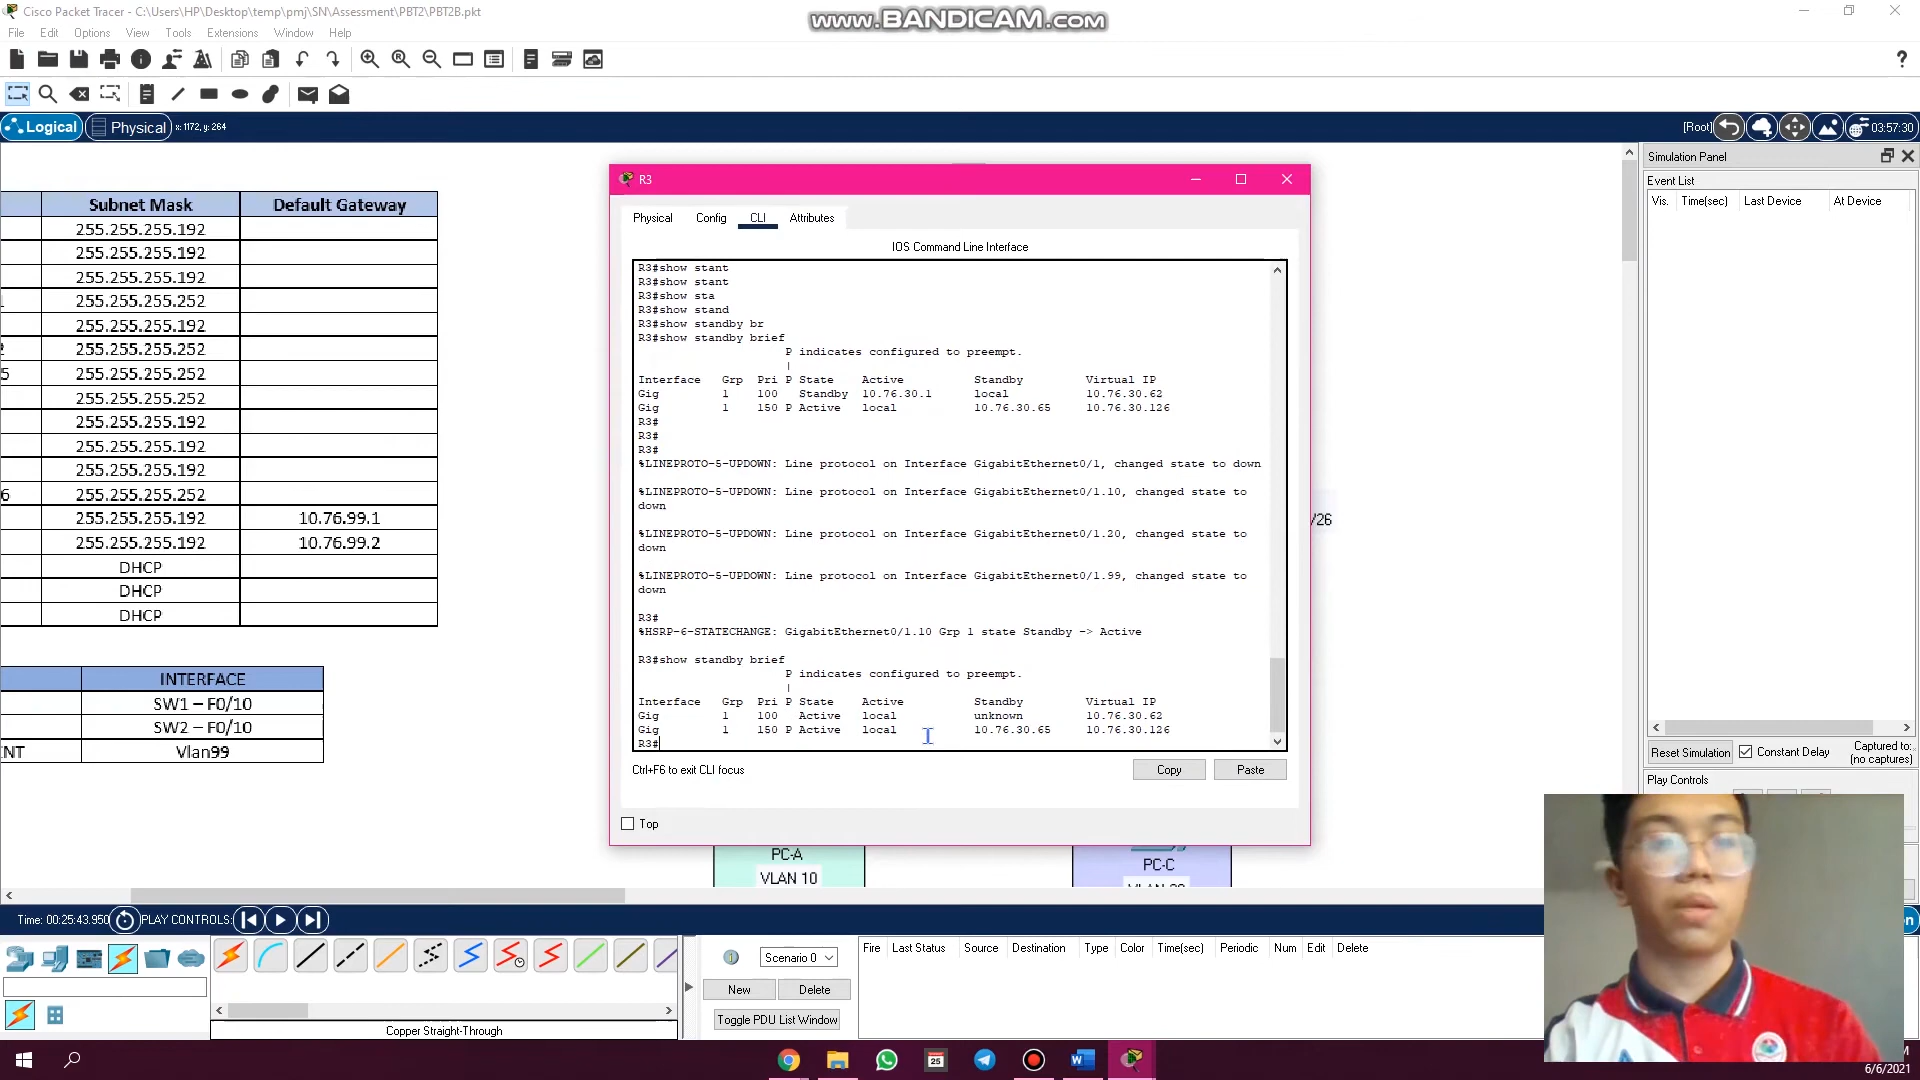 Cisco Packet Tracer - C:\Users\HP\Desktop\temp\pmj\SN\Assessment\PBT2\PBT2B.pkt
www.BANDICAM.com
File Edit Options View Tools Extensions Window Help
Logical Physical x: 1172, y: 264
[Root] 03:57:30
Subnet Mask Default Gateway
255.255.255.192
255.255.255.192
255.255.255.192
1 255.255.255.252
255.255.255.192
2 255.255.255.252
5 255.255.255.252
255.255.255.252
255.255.255.192
255.255.255.192
255.255.255.192
6 255.255.255.252
255.255.255.192 10.76.99.1
255.255.255.192 10.76.99.2
DHCP
DHCP
DHCP
INTERFACE
SW1 – F0/10
SW2 – F0/10
NT Vlan99
R3
Physical Config CLI Attributes
IOS Command Line Interface
R3#show stant
R3#show stant
R3#show sta
R3#show stand
R3#show standby br
R3#show standby brief
P indicates configured to preempt.
|
Interface Grp Pri P State Active Standby Virtual IP
Gig 1 100 Standby 10.76.30.1 local 10.76.30.62
Gig 1 150 P Active local 10.76.30.65 10.76.30.126
R3#
R3#
R3#
%LINEPROTO-5-UPDOWN: Line protocol on Interface GigabitEthernet0/1, changed state to down
%LINEPROTO-5-UPDOWN: Line protocol on Interface GigabitEthernet0/1.10, changed state to
down
%LINEPROTO-5-UPDOWN: Line protocol on Interface GigabitEthernet0/1.20, changed state to
down
%LINEPROTO-5-UPDOWN: Line protocol on Interface GigabitEthernet0/1.99, changed state to
down
R3#
%HSRP-6-STATECHANGE: GigabitEthernet0/1.10 Grp 1 state Standby -> Active
R3#show standby brief
P indicates configured to preempt.
|
Interface Grp Pri P State Active Standby Virtual IP
Gig 1 100 Active local unknown 10.76.30.62
Gig 1 150 P Active local 10.76.30.65 10.76.30.126
R3#
Ctrl+F6 to exit CLI focus
Copy Paste
Top
/26
PC-A
VLAN 10
PC-C
Simulation Panel
Event List
Vis. Time(sec) Last Device At Device
Reset Simulation Constant Delay Captured to:
(no captures)
Play Controls
Time: 00:25:43.950 PLAY CONTROLS:
Scenario 0
New Delete
Toggle PDU List Window
Fire Last Status Source Destination Type Color Time(sec) Periodic Num Edit Delete
Copper Straight-Through
25
6/6/2021